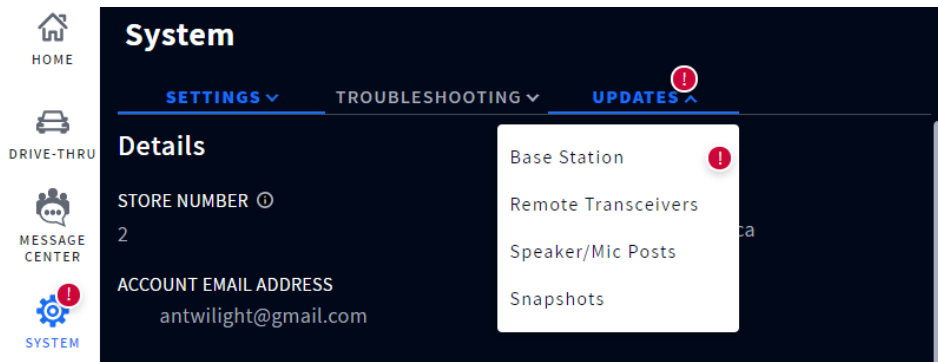 HOME
DRIVE-THRU
MESSAGE
CENTER
SYSTEM
System
SETTINGS TROUBLESHOOTING UPDATES !
Details
STORE NUMBER
2
ACCOUNT EMAIL ADDRESS
antwilight@gmail.com
Base Station !
Remote Transceivers
Speaker/Mic Posts
Snapshots
!